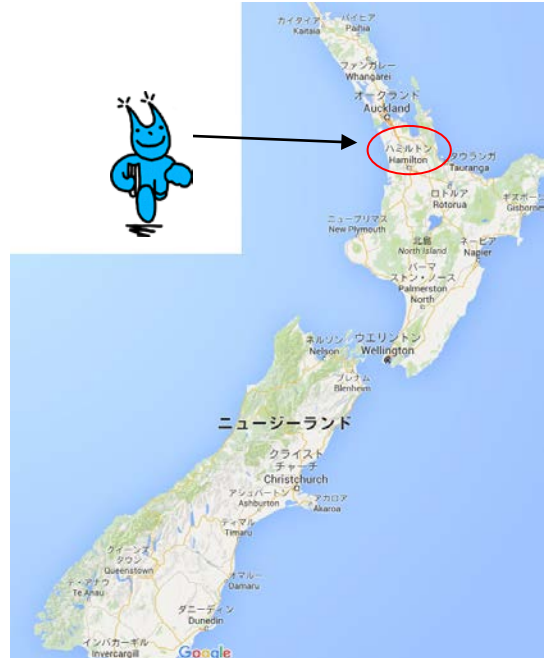 カイタイア
Kaitaia
パイヒア
Paihia
ファンガレー
Whangarei
オークランド
Auckland
ハミルトン
Hamilton
タウランガ
Tauranga
ロトルア
Rotorua
ギズボーン
Gisborne
ニュープリマス
New Plymouth
北島
North Island
ネーピア
Napier
パーマ
ストン・ノース
Palmerston
North
ネルソン
Nelson
ウエリントン
Wellington
ブレナム
Blenheim
ニュージーランド
クライスト
チャーチ
Christchurch
アシュバートン
Ashburton
アカロア
Akaroa
ティマル
Timaru
クイーンズ
タウン
Queenstown
テ・アナウ
Te Anau
オマルー
Oamaru
ダニーディン
Dunedin
インバカーギル
Invercargill
Google